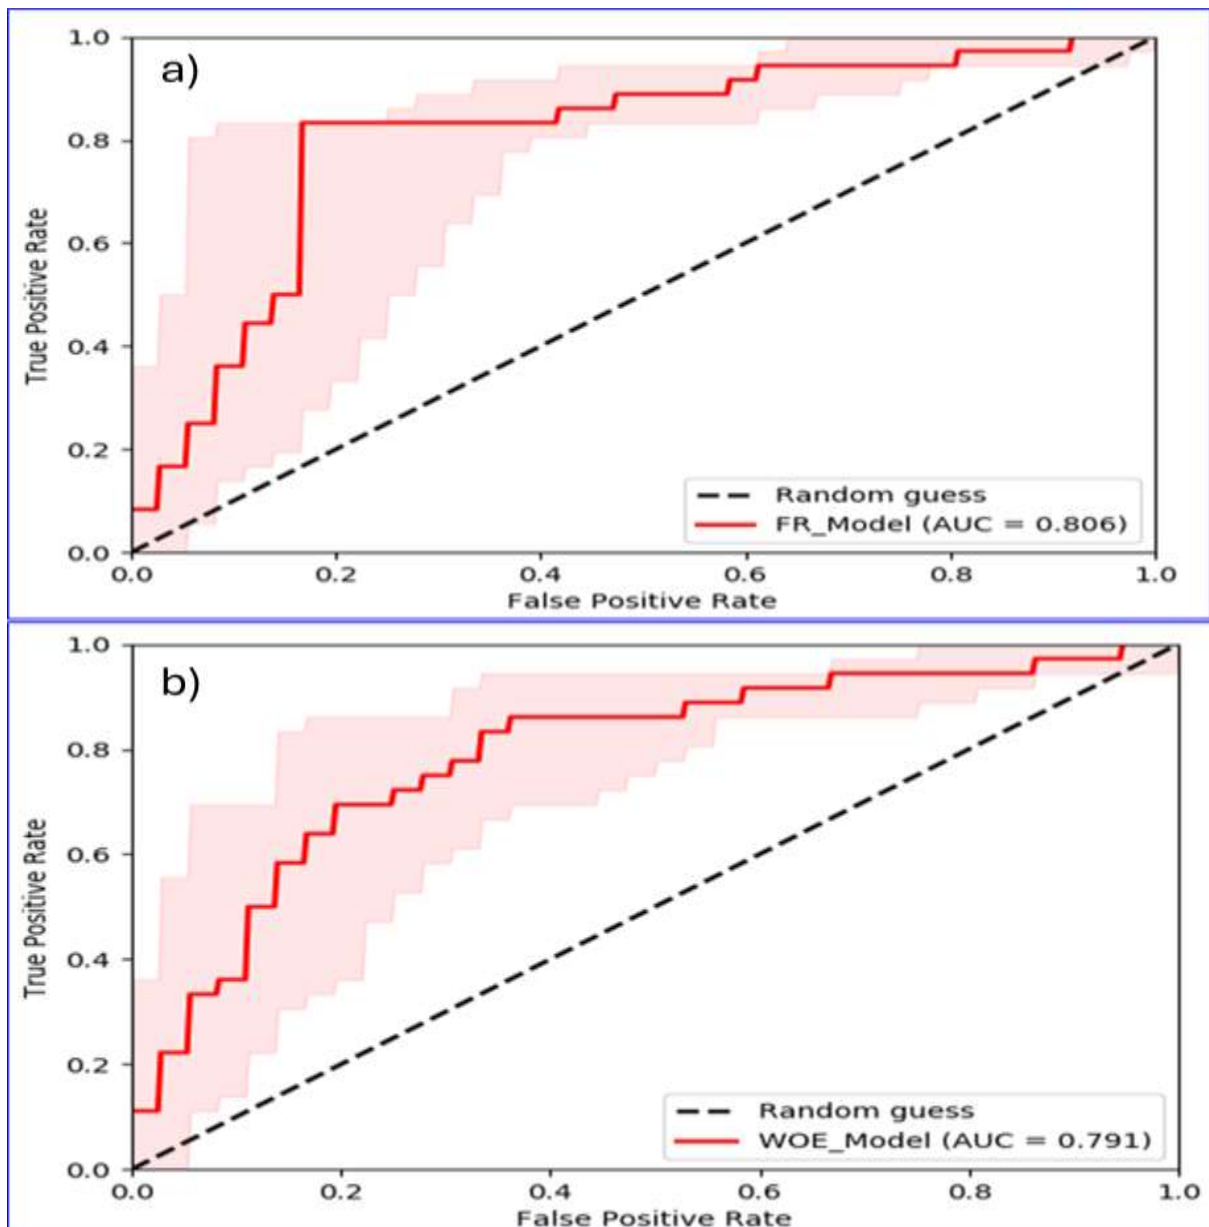 a)
1.0
0.8
0.6
0.4
0.2
0.0
True Positive Rate
Random guess
FR_Model (AUC = 0.806)
0.0 0.2 0.4 0.6 0.8 1.0
False Positive Rate
b)
1.0
0.8
0.6
0.4
0.2
0.0
True Positive Rate
Random guess
WOE_Model (AUC = 0.791)
0.0 0.2 0.4 0.6 0.8 1.0
False Positive Rate